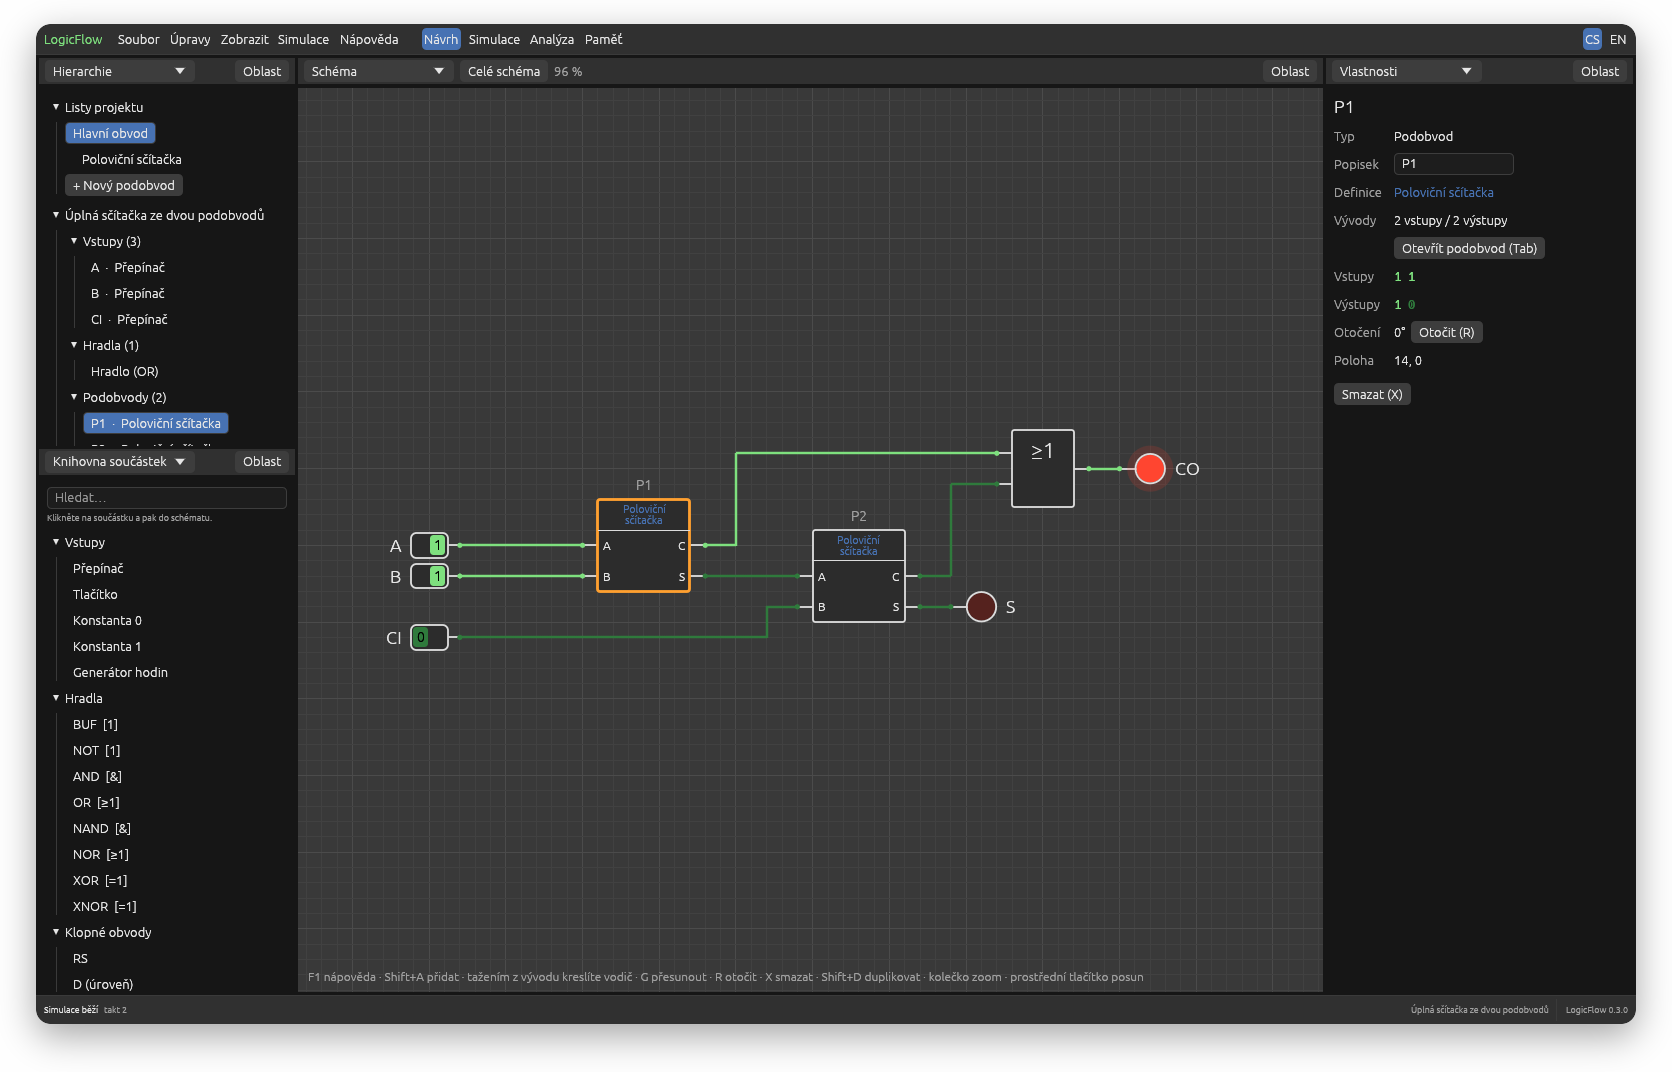 LogicFlow Soubor Úpravy Zobrazit Simulace Nápověda Návrh Simulace Analýza Paměť CS EN
Hierarchie Oblast
Listy projektu
Hlavní obvod
Poloviční sčítačka
+ Nový podobvod
Úplná sčítačka ze dvou podobvodů
Vstupy (3)
A · Přepínač
B · Přepínač
CI · Přepínač
Hradla (1)
Hradlo (OR)
Podobvody (2)
P1 · Poloviční sčítačka
Knihovna součástek Oblast
Hledat...
Klikněte na součástku a pak do schématu.
Vstupy
Přepínač
Tlačítko
Konstanta 0
Konstanta 1
Generátor hodin
Hradla
BUF [1]
NOT [1]
AND [&]
OR [≥1]
NAND [&]
NOR [≥1]
XOR [=1]
XNOR [=1]
Klopné obvody
RS
D (úroveň)
Schéma Celé schéma 96 % Oblast
≥1
CO
P1
Poloviční
sčítačka
A C
B S
P2
Poloviční
sčítačka
A C
B S
A 1
B 1
CI 0
S
F1 nápověda · Shift+A přidat · tažením z vývodu kreslíte vodič · G přesunout · R otočit · X smazat · Shift+D duplikovat · kolečko zoom · prostřední tlačítko posun
Vlastnosti Oblast
P1
Typ Podobvod
Popisek P1
Definice Poloviční sčítačka
Vývody 2 vstupy / 2 výstupy
Otevřít podobvod (Tab)
Vstupy 1 1
Výstupy 1 0
Otočení 0° Otočit (R)
Poloha 14, 0
Smazat (X)
Simulace běží takt 2
Úplná sčítačka ze dvou podobvodů LogicFlow 0.3.0